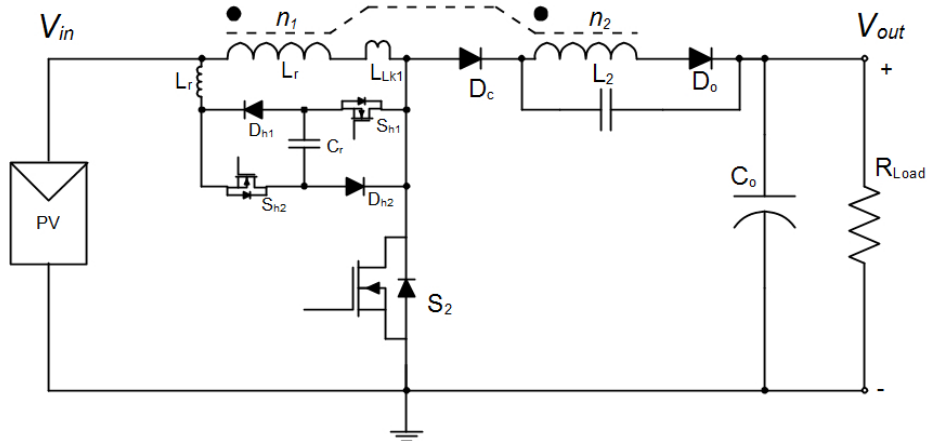 n1
n2
Vin
Vout
Lr
Lr
LLk1
Dc
L2
Do
+
Dh1
Sh1
Cr
Sh2
Dh2
PV
Co
RLoad
S2
-